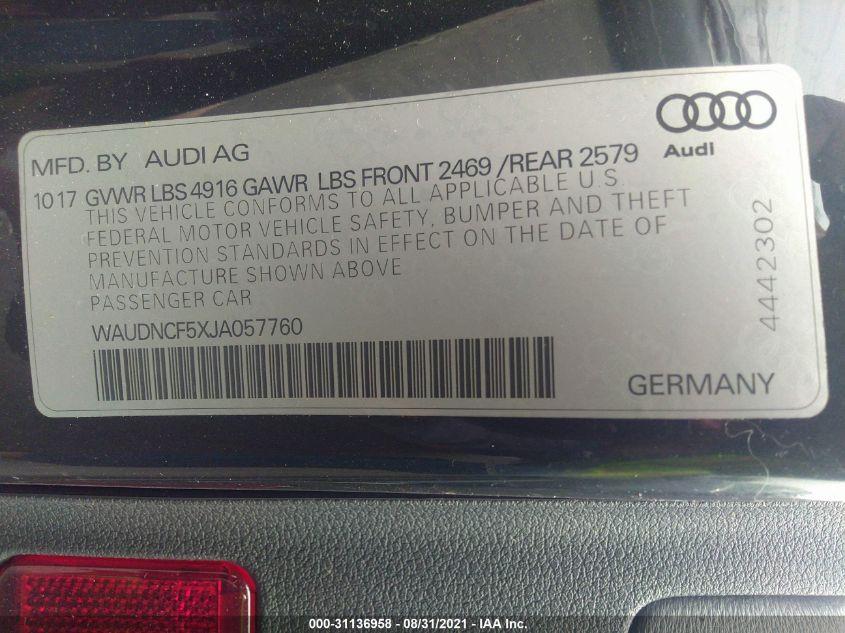 MFD. BY AUDI AG
Audi
1017 GVWR LBS 4916 GAWR LBS FRONT 2469 /REAR 2579
THIS VEHICLE CONFORMS TO ALL APPLICABLE U.S.
FEDERAL MOTOR VEHICLE SAFETY, BUMPER AND THEFT
PREVENTION STANDARDS IN EFFECT ON THE DATE OF
MANUFACTURE SHOWN ABOVE
PASSENGER CAR
WAUDNCF5XJA057760
4442302
GERMANY
000-31136958 - 08/31/2021 - IAA Inc.